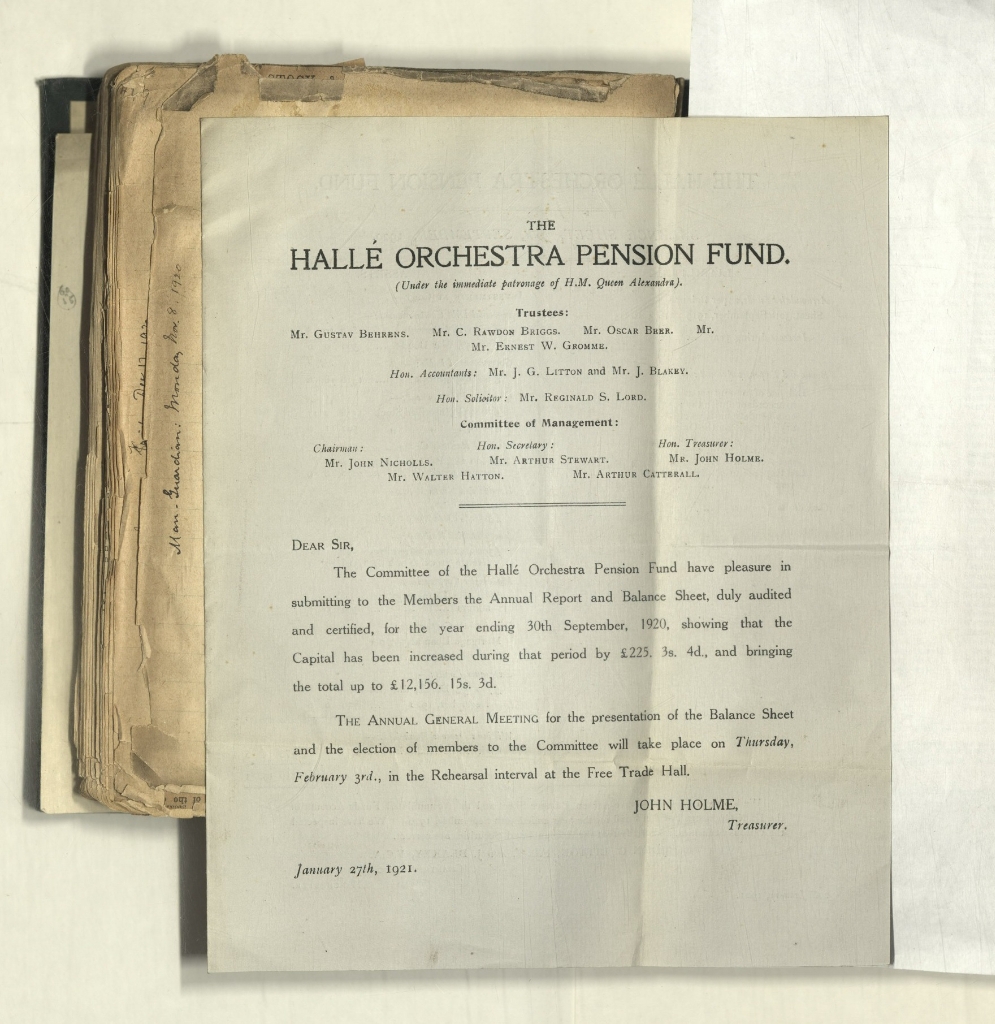 THE
HALLÉ ORCHESTRA PENSION FUND.
(Under the immediate patronage of H.M. Queen Alexandra).
Trustees:
Mr. Gustav Behrens. Mr. C. Rawdon Briggs. Mr. Oscar Beer. Mr.
Mr. Ernest W. Gromme.
Hon. Accountants: Mr. J. G. Litton and Mr. J. Blakey.
Hon. Solicitor: Mr. Reginald S. Lord.
Committee of Management:
Chairman: Hon. Secretary: Hon. Treasurer:
Mr. John Nicholls. Mr. Arthur Stewart. Mr. John Holme.
Mr. Walter Hatton. Mr. Arthur Catterall.
Dear Sir,
The Committee of the Hallé Orchestra Pension Fund have pleasure in
submitting to the Members the Annual Report and Balance Sheet, duly audited
and certified, for the year ending 30th September, 1920, showing that the
Capital has been increased during that period by £225. 3s. 4d., and bringing
the total up to £12,156. 15s. 3d.
The Annual General Meeting for the presentation of the Balance Sheet
and the election of members to the Committee will take place on Thursday,
February 3rd., in the Rehearsal interval at the Free Trade Hall.
JOHN HOLME,
Treasurer.
January 27th, 1921.
Man. Guardian: Monday, Nov. 8. 1920